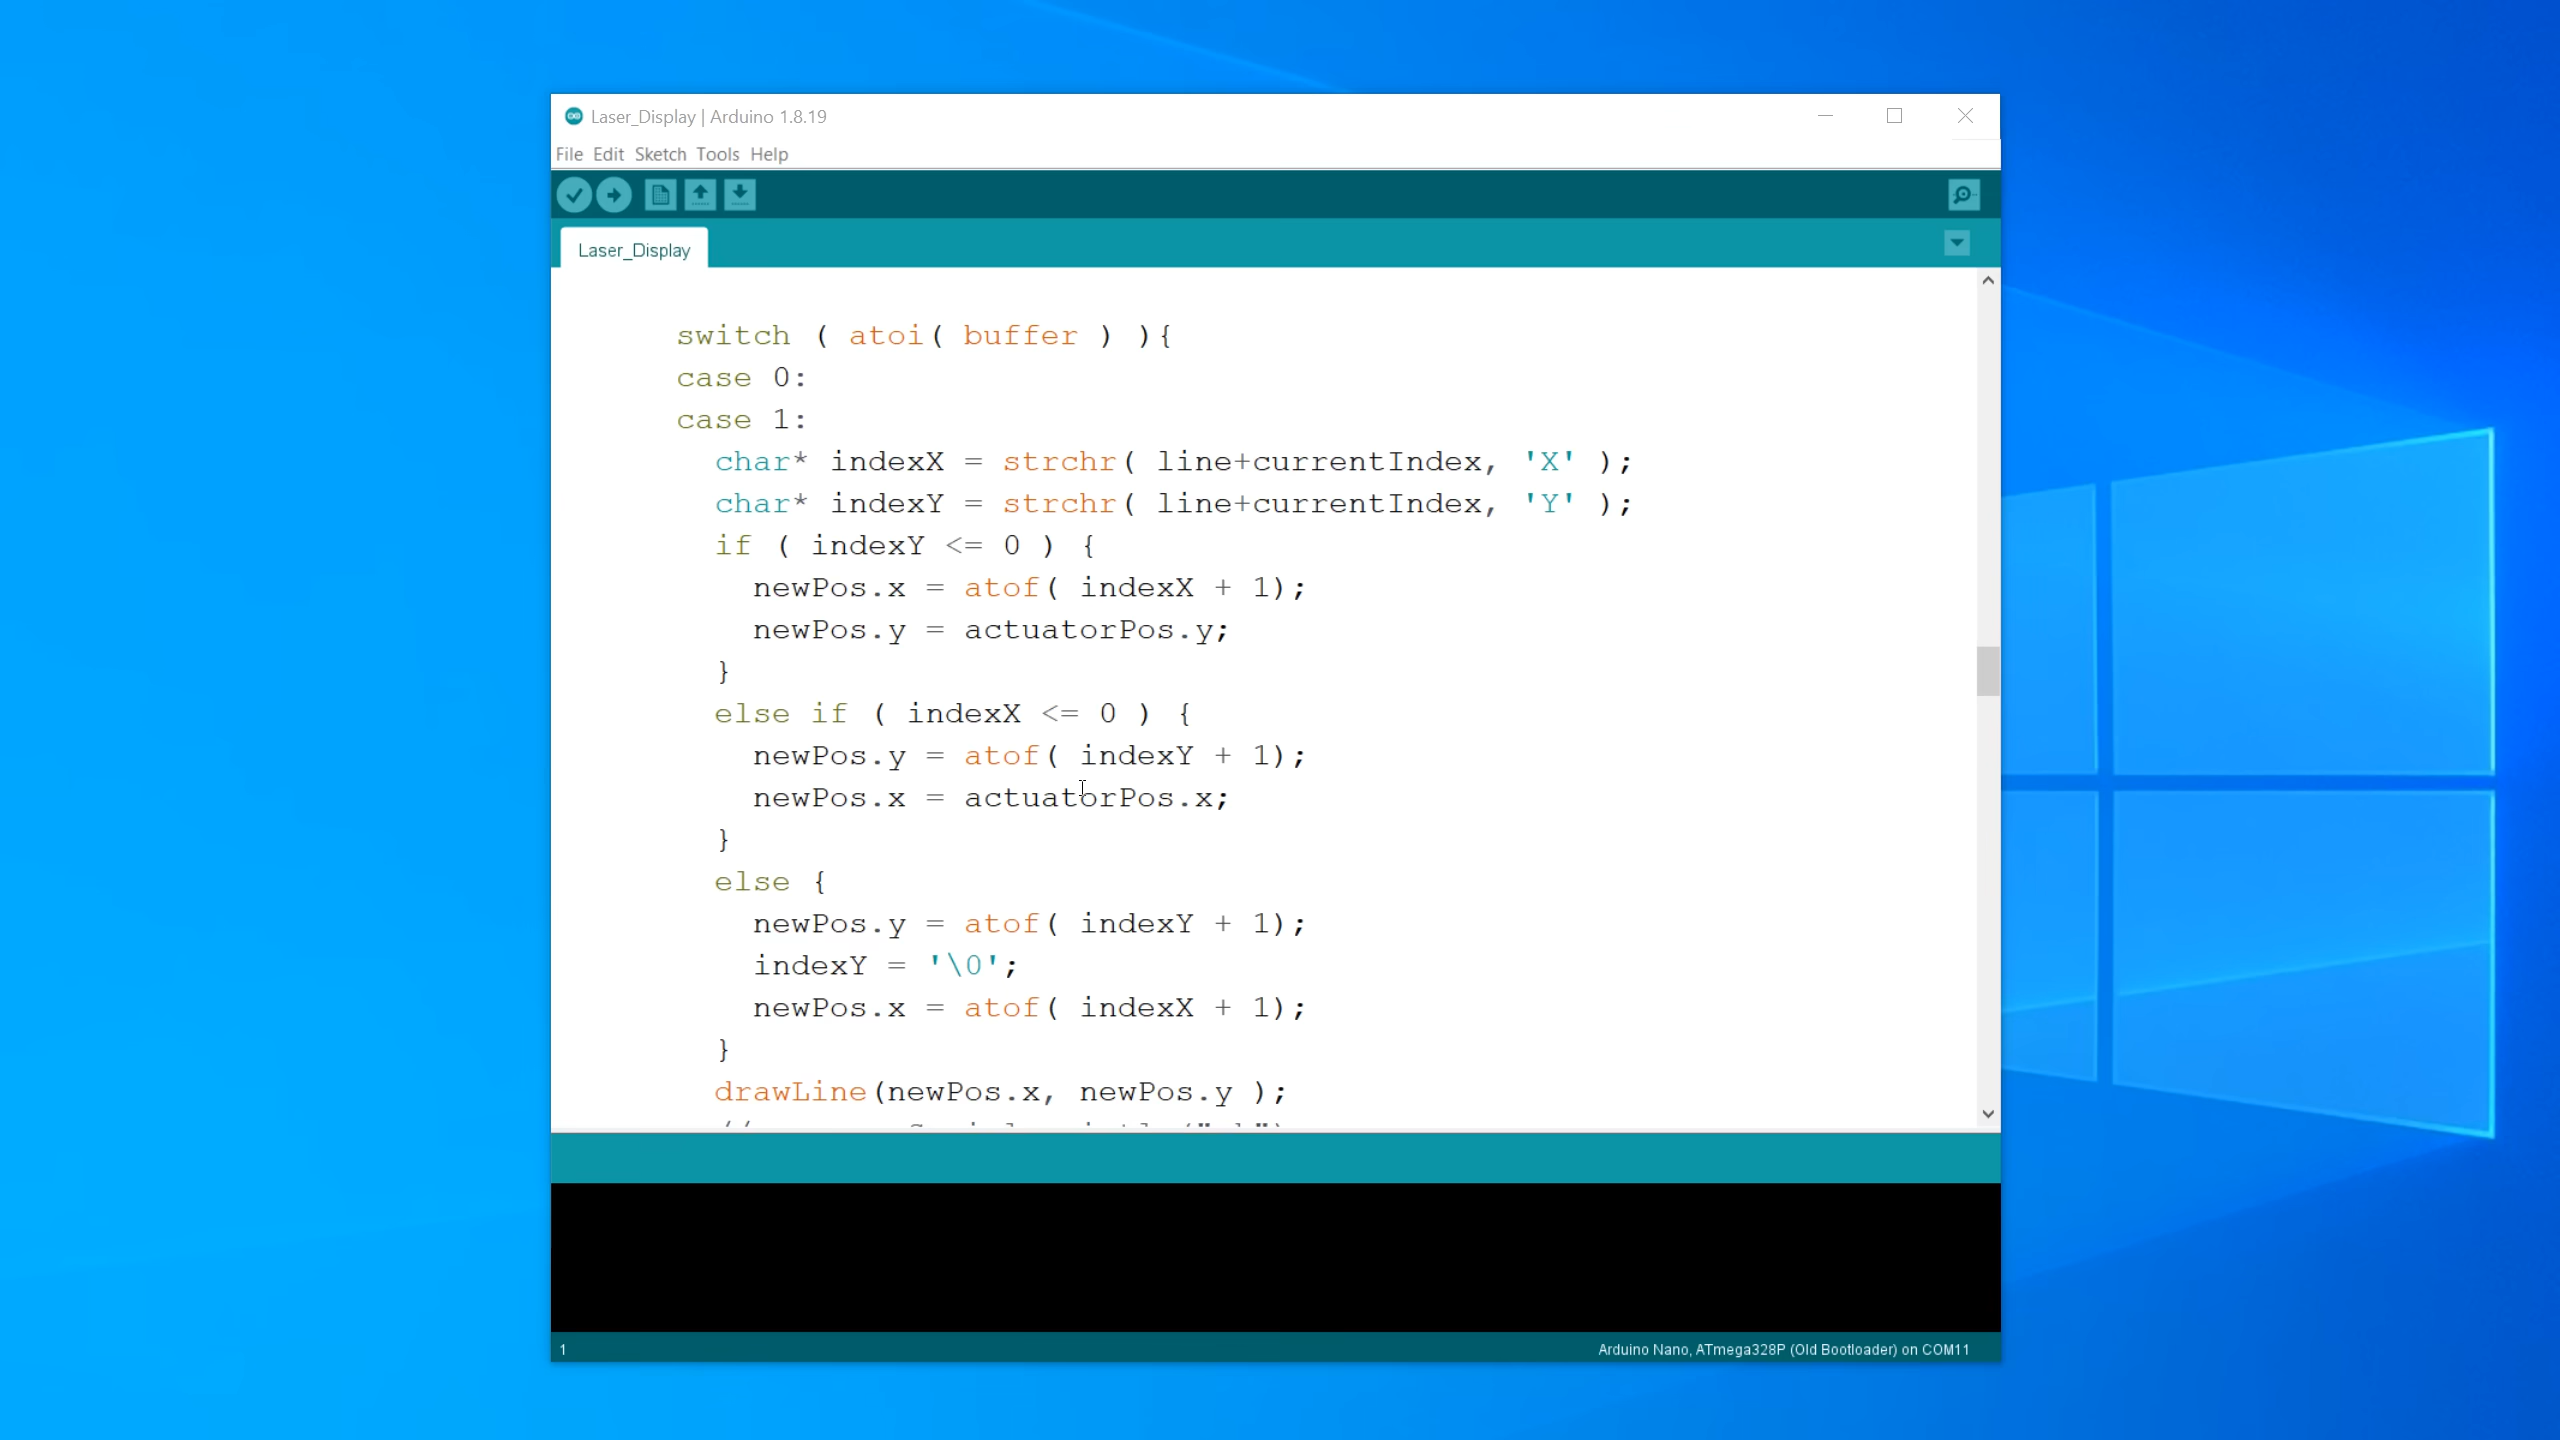 Laser_Display | Arduino 1.8.19
File Edit Sketch Tools Help
Laser_Display
switch ( atoi( buffer ) ){
case 0:
case 1:
char* indexX = strchr( line+currentIndex, 'X' );
char* indexY = strchr( line+currentIndex, 'Y' );
if ( indexY <= 0 ) {
newPos.x = atof( indexX + 1);
newPos.y = actuatorPos.y;
}
else if ( indexX <= 0 ) {
newPos.y = atof( indexY + 1);
newPos.x = actuatorPos.x;
}
else {
newPos.y = atof( indexY + 1);
indexY = '\0';
newPos.x = atof( indexX + 1);
}
drawLine(newPos.x, newPos.y );
1
Arduino Nano, ATmega328P (Old Bootloader) on COM11